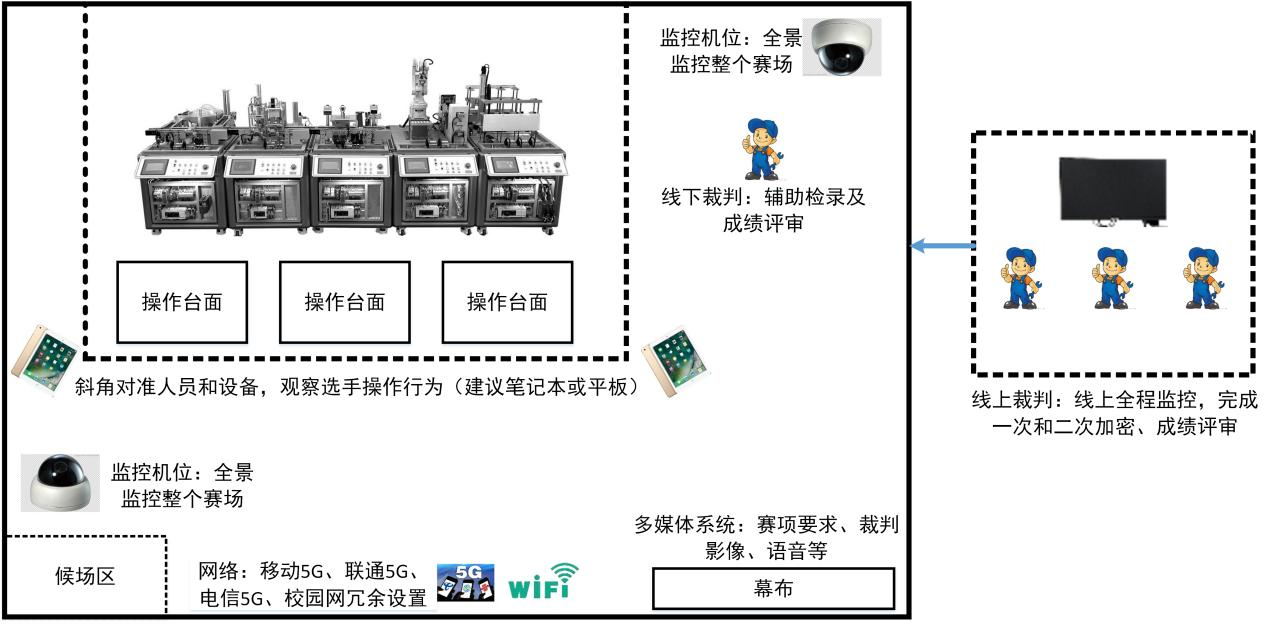 监控机位：全景
监控整个赛场
线下裁判：辅助检录及
成绩评审
操作台面
操作台面
操作台面
斜角对准人员和设备，观察选手操作行为（建议笔记本或平板）
线上裁判：线上全程监控，完成
一次和二次加密、成绩评审
监控机位：全景
监控整个赛场
多媒体系统：赛项要求、裁判
影像、语音等
幕布
候场区
网络：移动5G、联通5G、
电信5G、校园网冗余设置
5G
WiFi